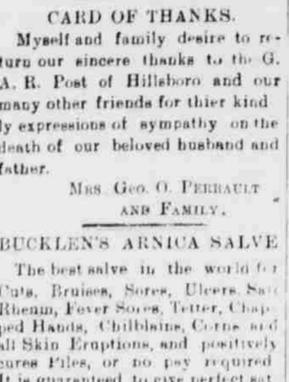 CARD OF THANKS.
Myself and family desire to re-
turn our sincere thanks to the G.
A. R. Post of Hillsboro and our
many other friends for thier kind
ly expressions of sympathy on the
death of our beloved husband and
father.
MRS GEO. O. PERRAULT
AND FAMILY.
BUCKLEN'S ARNICA SALVE
The best salve in the world for
Cuts, Bruises, Sores, Ulcers, Salt
Rheum, Fever Sores, Tetter, Chap-
ped Hands, Chilblains, Corns and
all Skin Eruptions, and positively
cures Piles, or no pay required
It is guaranteed to give perfect sat